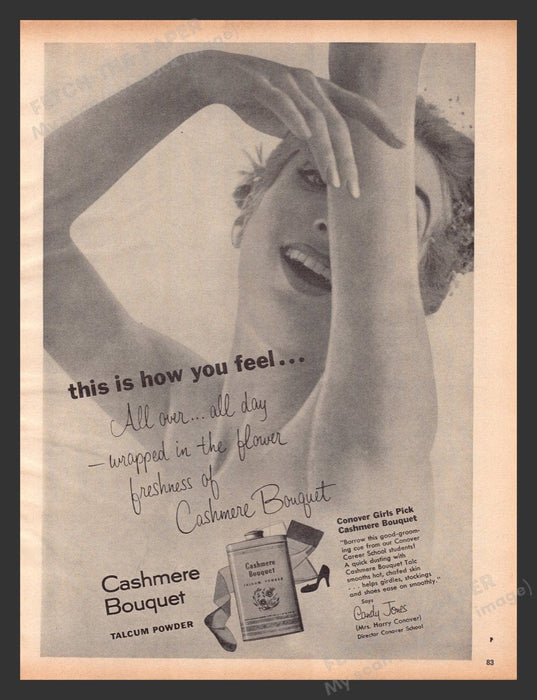 FETCH THE PAPER
this is how you feel...
All over... all day
– wrapped in the flower
freshness of
Cashmere Bouquet
Conover Girls Pick
Cashmere Bouquet
"Borrow this good-groom-
ing cue from our Conover
Career School students!
A quick dusting with
Cashmere Bouquet Talc
smooths hot, chafed skin
... helps girdles, stockings
and shoes ease on smoothly."
Says
Candy Jones
(Mrs. Harry Conover)
Director Conover School
Cashmere
Bouquet
TALCUM POWDER
Cashmere
Bouquet
TALCUM POWDER
P
83